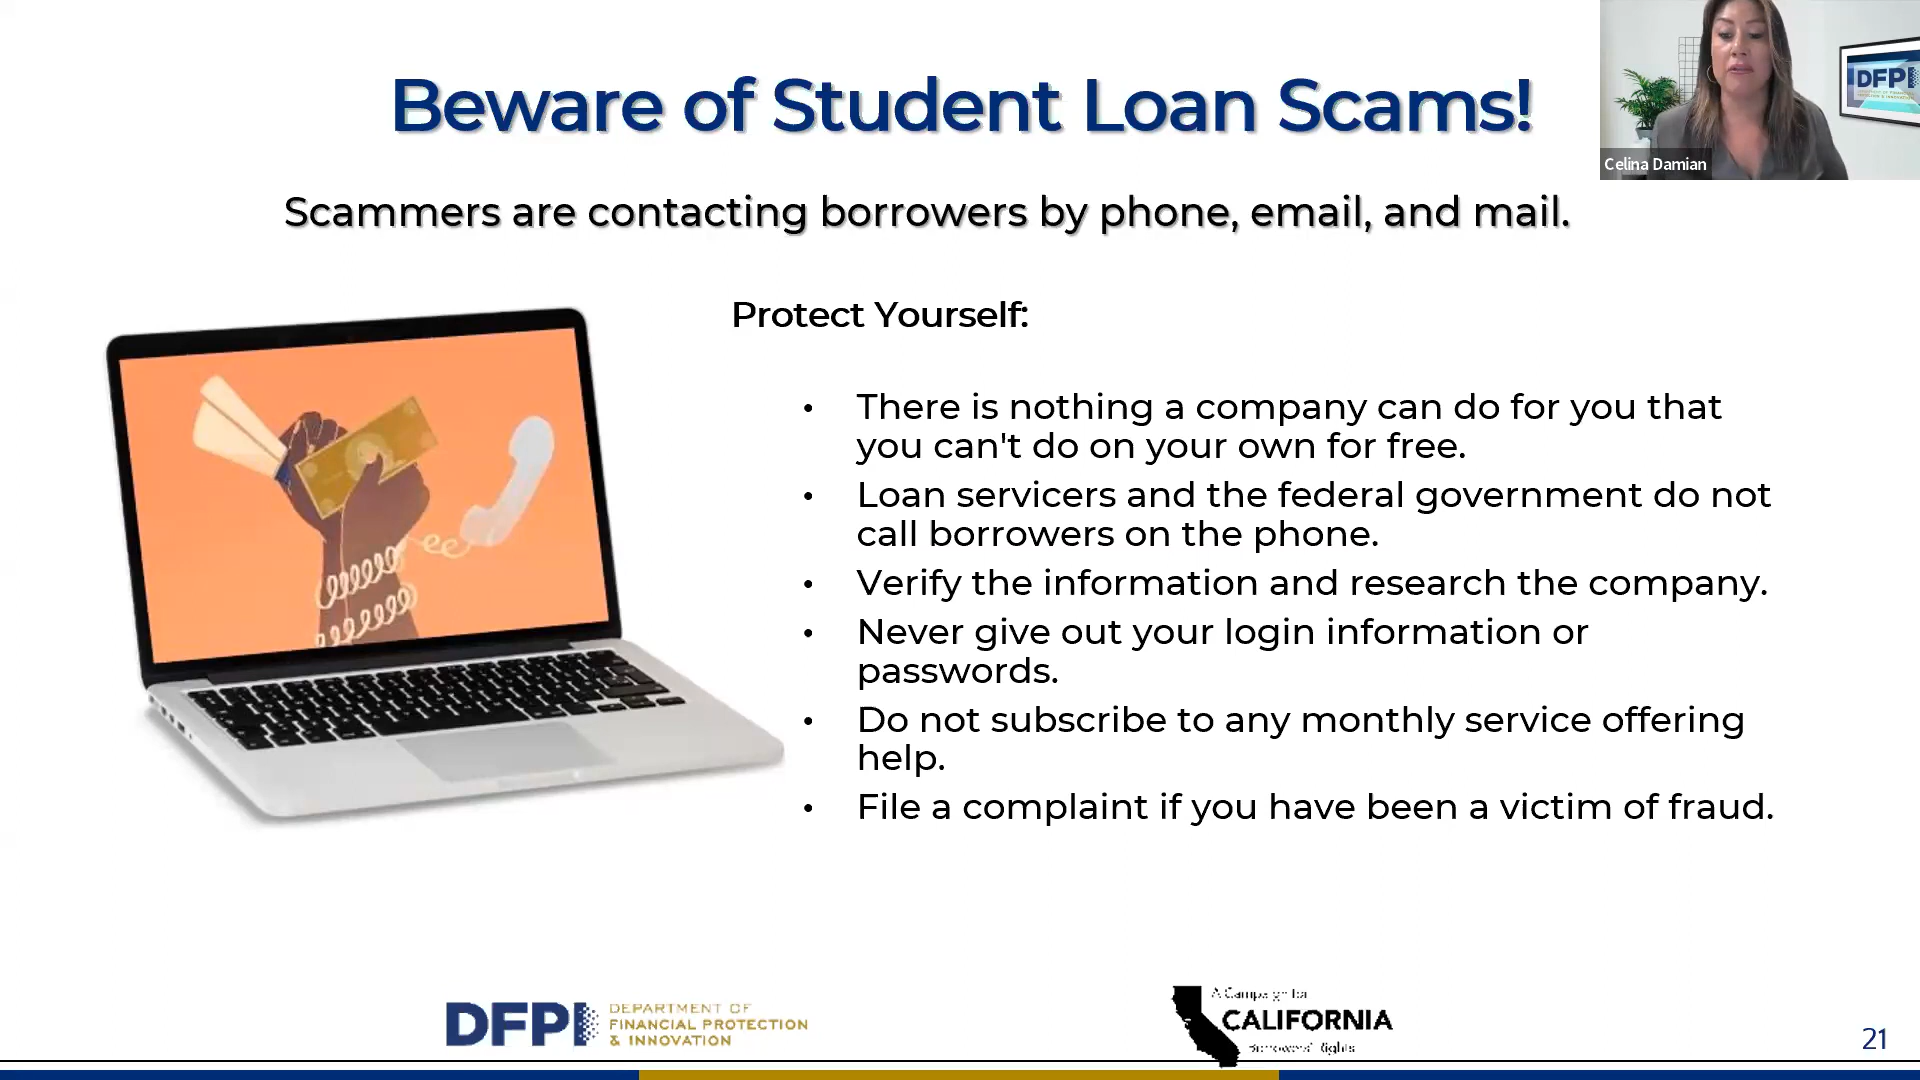 Beware of Student Loan Scams!
DFPI
Celina Damian
Scammers are contacting borrowers by phone, email, and mail.
Protect Yourself:
• There is nothing a company can do for you that
you can't do on your own for free.
• Loan servicers and the federal government do not
call borrowers on the phone.
• Verify the information and research the company.
• Never give out your login information or
passwords.
• Do not subscribe to any monthly service offering
help.
• File a complaint if you have been a victim of fraud.
DFPI
DEPARTMENT OF
FINANCIAL PROTECTION
& INNOVATION
A Campaign for
CALIFORNIA
Borrowers' Rights
21